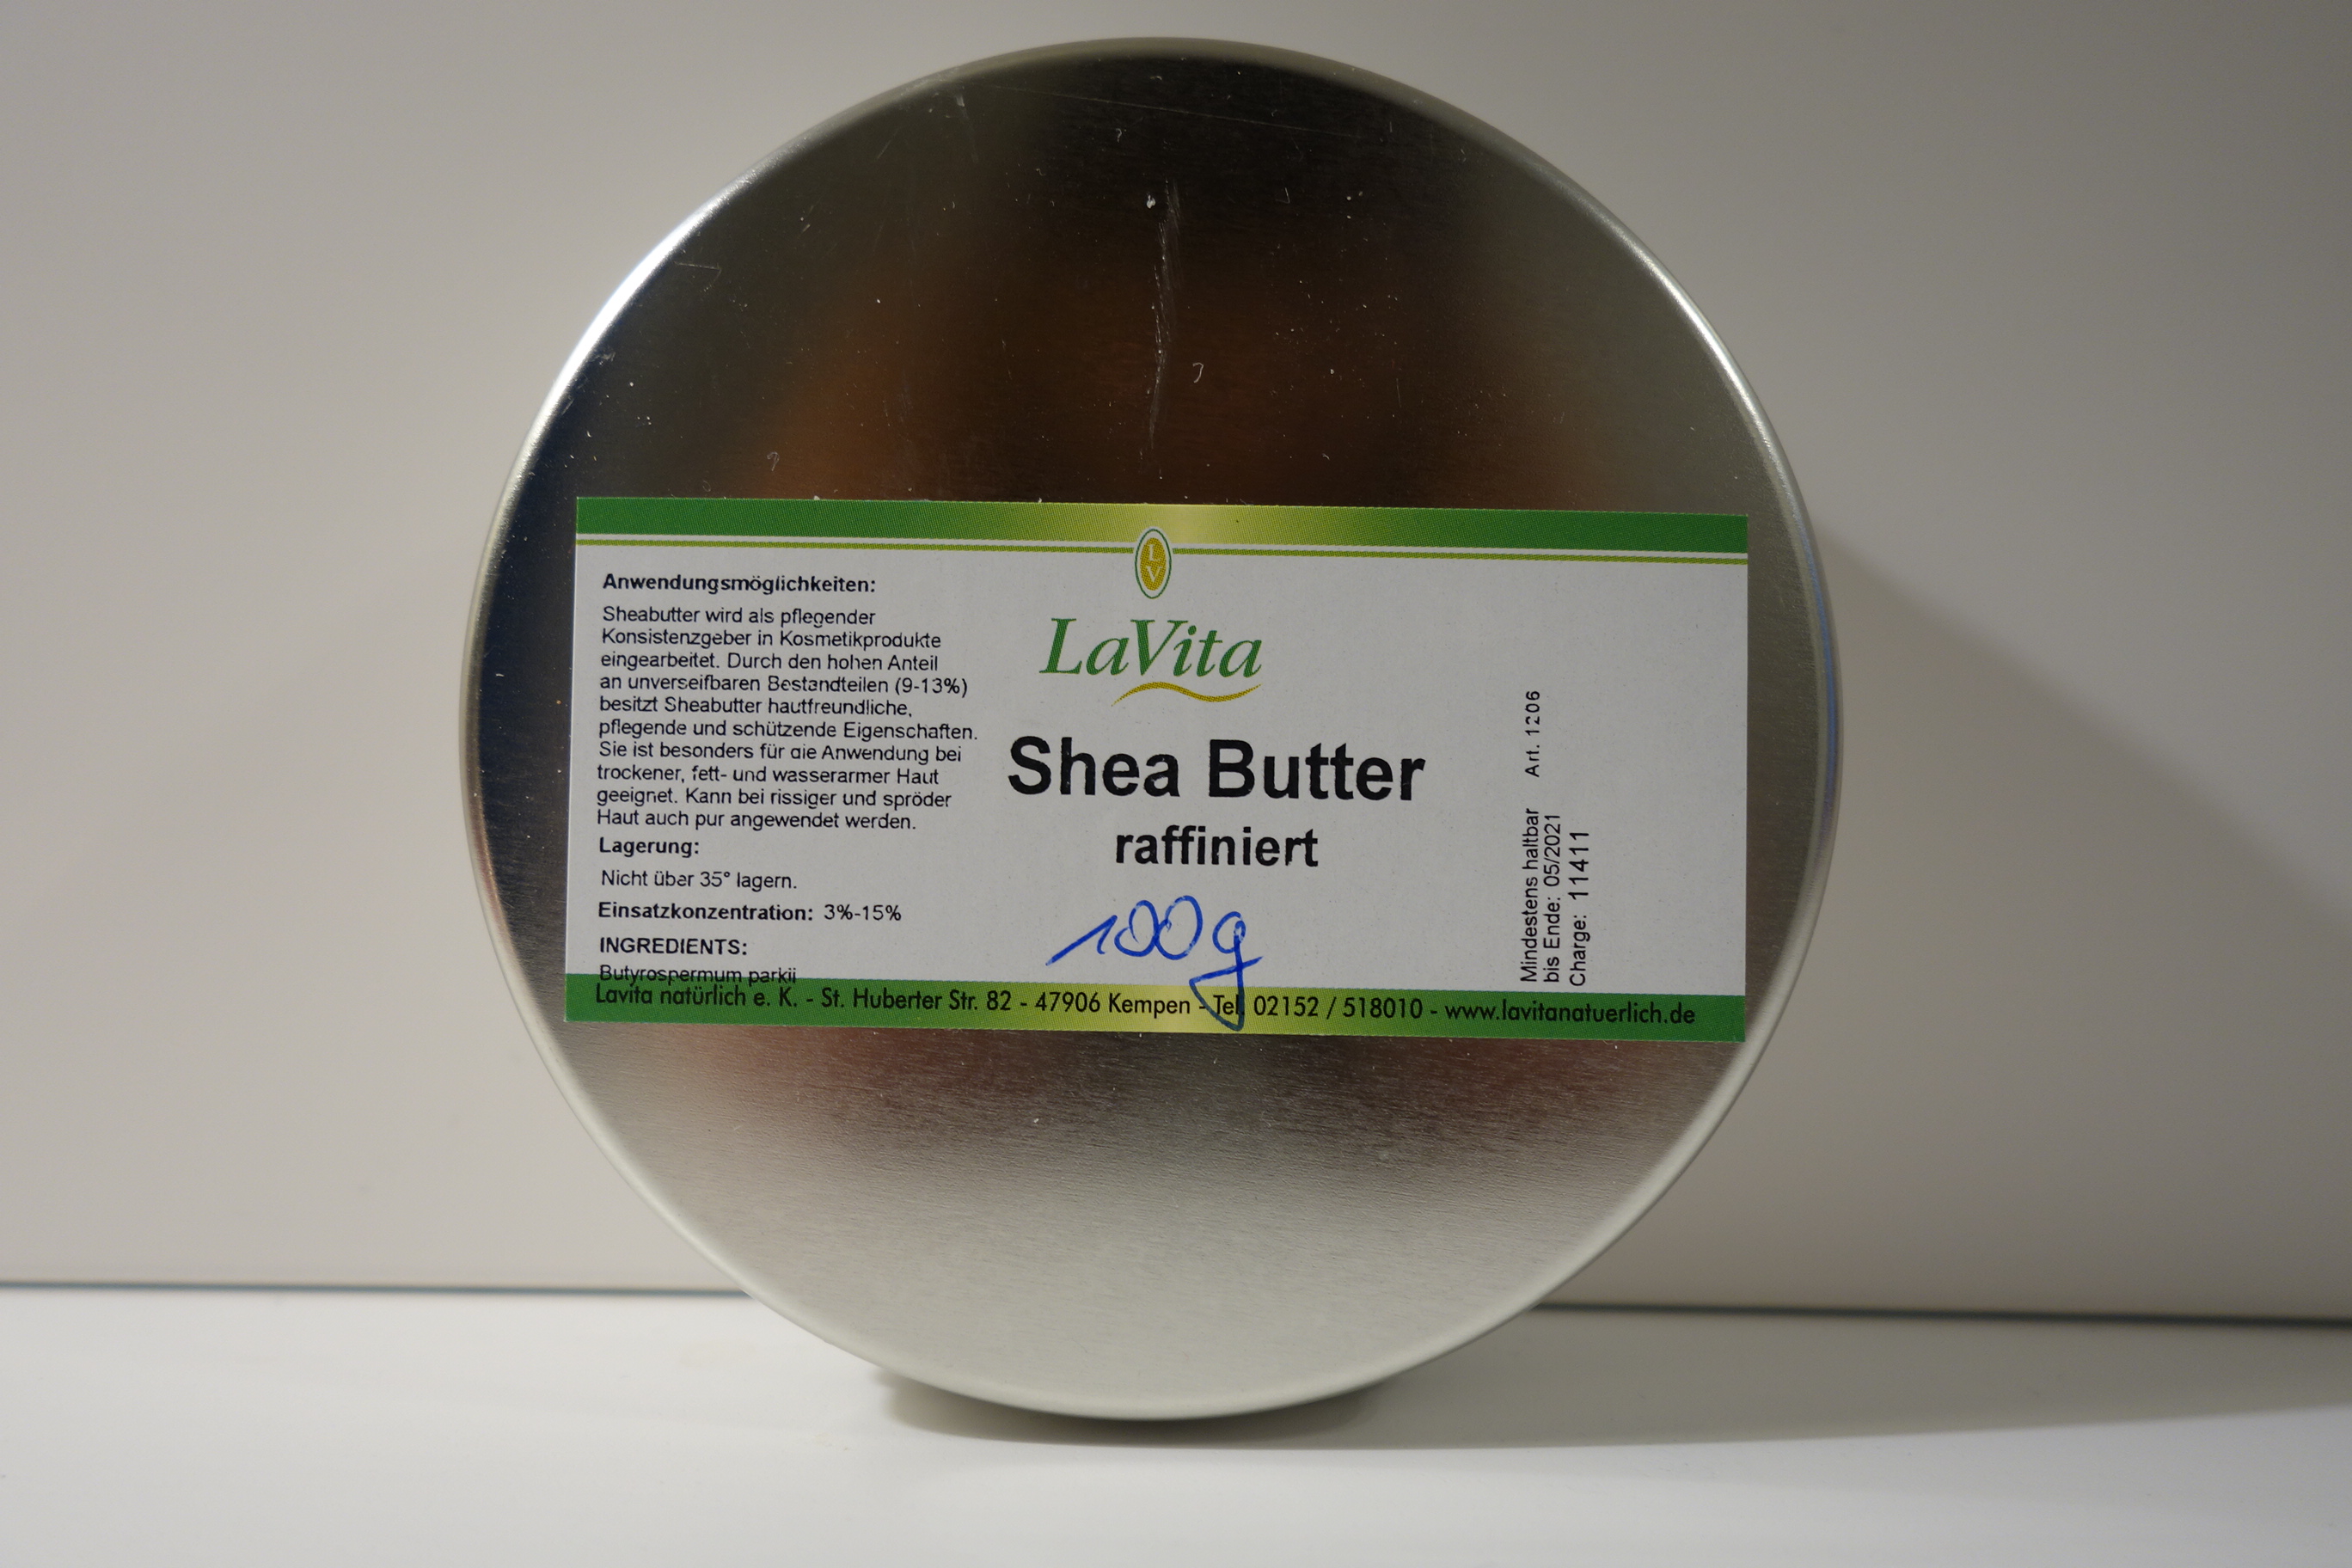 L
V
LaVita
Shea Butter
raffiniert
100g
Anwendungsmöglichkeiten:
Sheabutter wird als pflegender
Konsistenzgeber in Kosmetikprodukte
eingearbeitet. Durch den hohen Anteil
an unverseifbaren Bestandteilen (9-13%)
besitzt Sheabutter hautfreundliche,
pflegende und schützende Eigenschaften.
Sie ist besonders für die Anwendung bei
trockener, fett- und wasserarmer Haut
geeignet. Kann bei rissiger und spröder
Haut auch pur angewendet werden.
Lagerung:
Nicht über 35° lagern.
Einsatzkonzentration: 3%-15%
INGREDIENTS:
Butyrospermum parkii
Mindestens haltbar Art. 1206
bis Ende: 05/2021
Charge: 11411
Lavita natürlich e. K. - St. Huberter Str. 82 - 47906 Kempen - Tel. 02152 / 518010 - www.lavitanatuerlich.de